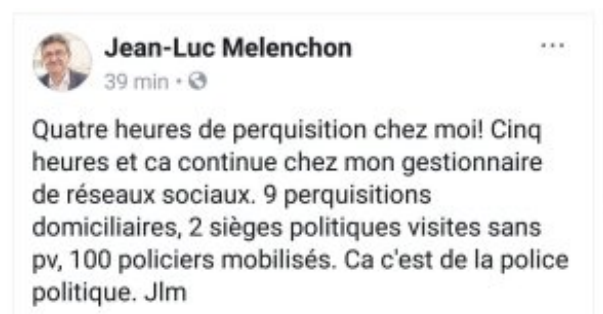 Jean-Luc Melenchon
39 min
Quatre heures de perquisition chez moi! Cinq
heures et ca continue chez mon gestionnaire
de réseaux sociaux. 9 perquisitions
domiciliaires, 2 sièges politiques visites sans
pv, 100 policiers mobilisés. Ca c'est de la police
politique. Jlm